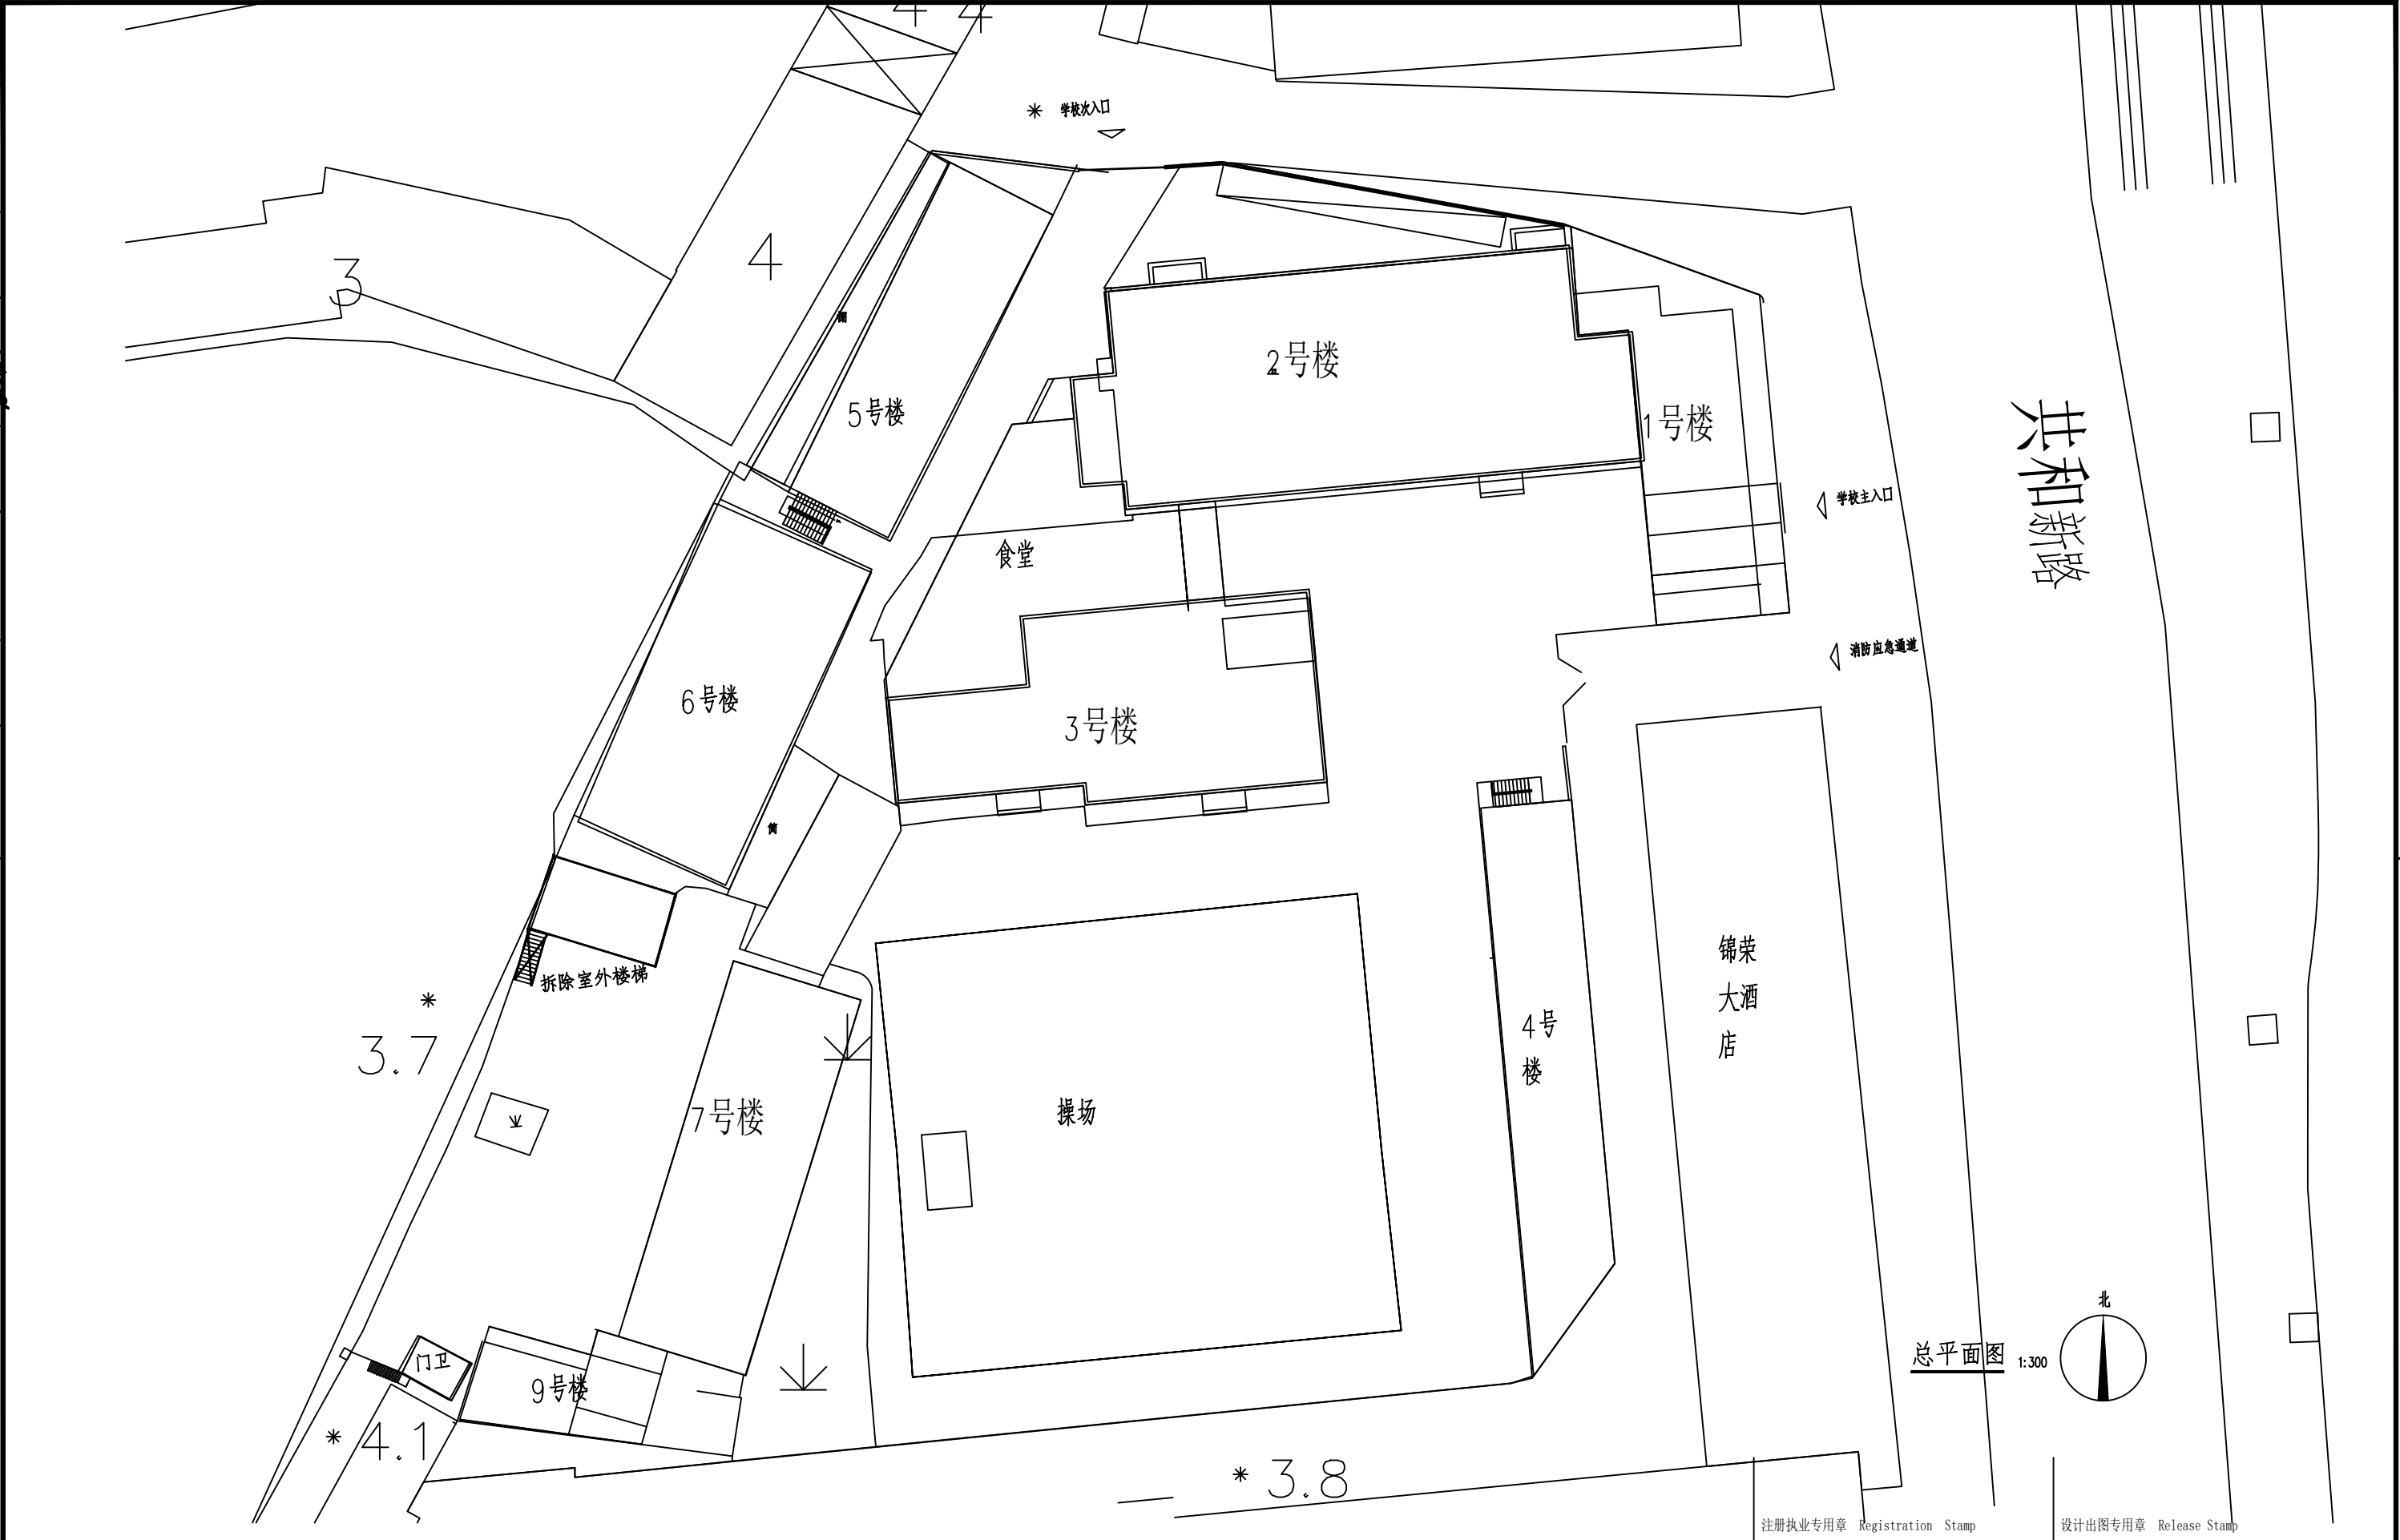 学校次入口
4
3
2号楼
5号楼
1号楼
共和新路
学校主入口
食堂
消防应急通道
6号楼
3号楼
锦荣
大酒
店
拆除室外楼梯
3.7
4号
楼
7号楼
操场
北
总平面图 1:300
门卫
9号楼
4.1
3.8
注册执业专用章 Registration Stamp
设计出图专用章 Release Stamp